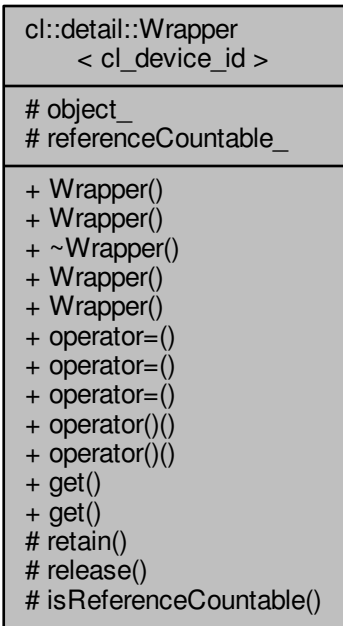 cl::detail::Wrapper
< cl_device_id >
# object_
# referenceCountable_
+ Wrapper()
+ Wrapper()
+ ~Wrapper()
+ Wrapper()
+ Wrapper()
+ operator=()
+ operator=()
+ operator=()
+ operator()()
+ operator()()
+ get()
+ get()
# retain()
# release()
# isReferenceCountable()